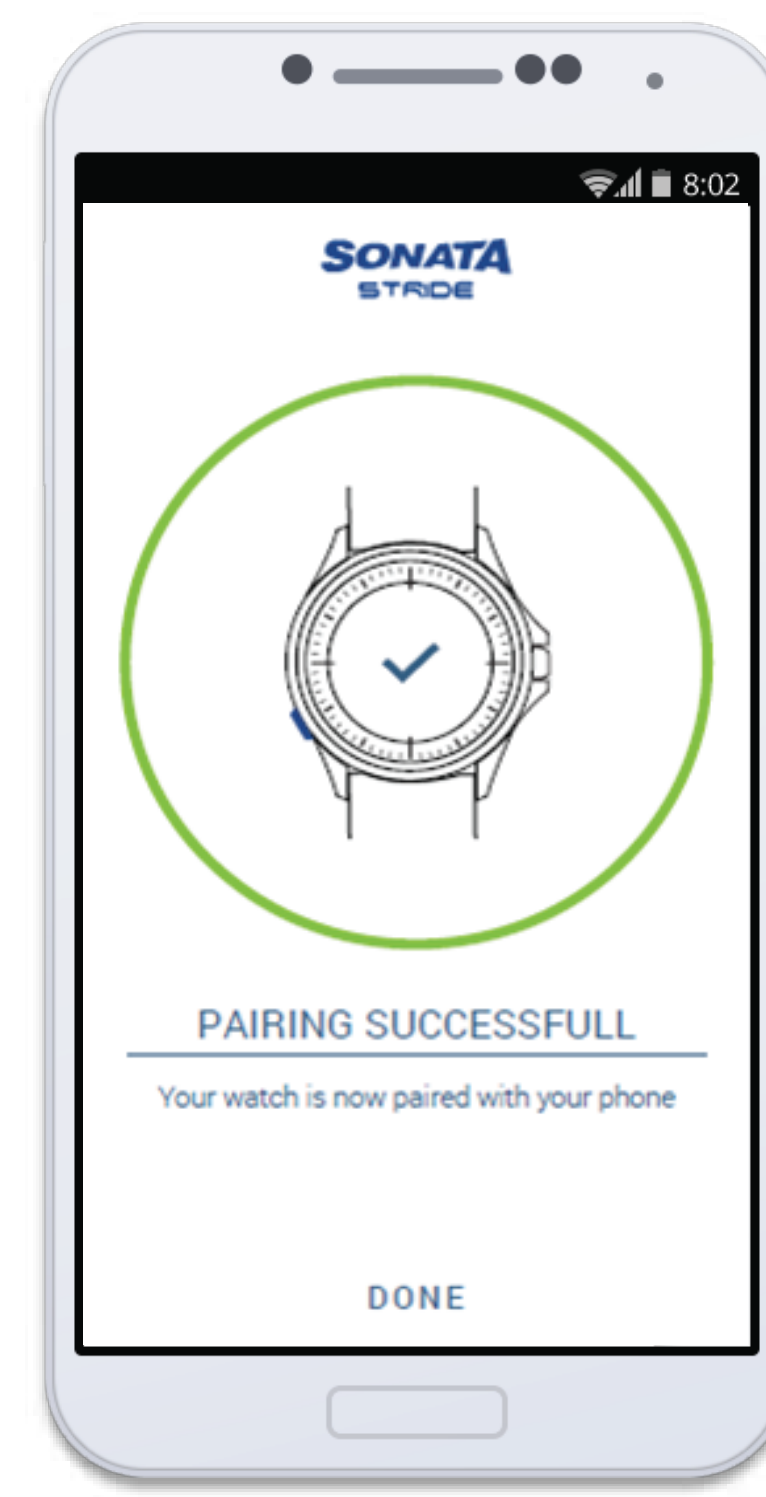 8:02
SONATA
STRIDE
PAIRING SUCCESSFULL
Your watch is now paired with your phone
DONE